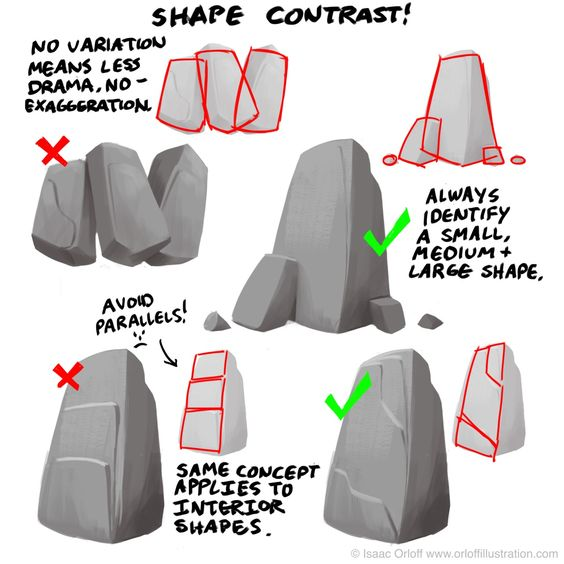 SHAPE CONTRAST!
NO VARIATION
MEANS LESS
DRAMA. NO-
EXAGGERATION.
ALWAYS
IDENTIFY
A SMALL,
MEDIUM +
LARGE SHAPE.
AVOID
PARALLELS!
SAME CONCEPT
APPLIES TO
INTERIOR
SHAPES.
© Isaac Orloff www.orloffillustration.com